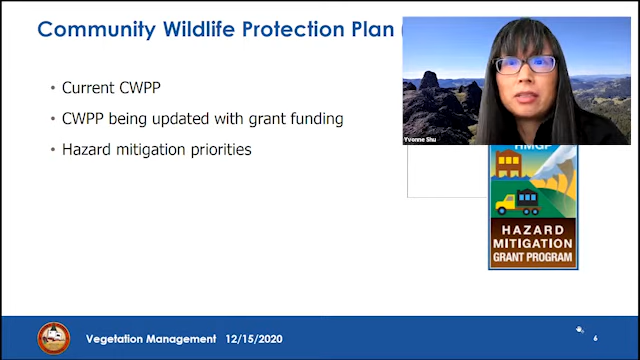 Community Wildlife Protection Plan (
Yvonne Shu
• Current CWPP
• CWPP being updated with grant funding
• Hazard mitigation priorities
HMGP
HAZARD
MITIGATION
GRANT PROGRAM
Vegetation Management 12/15/2020
6